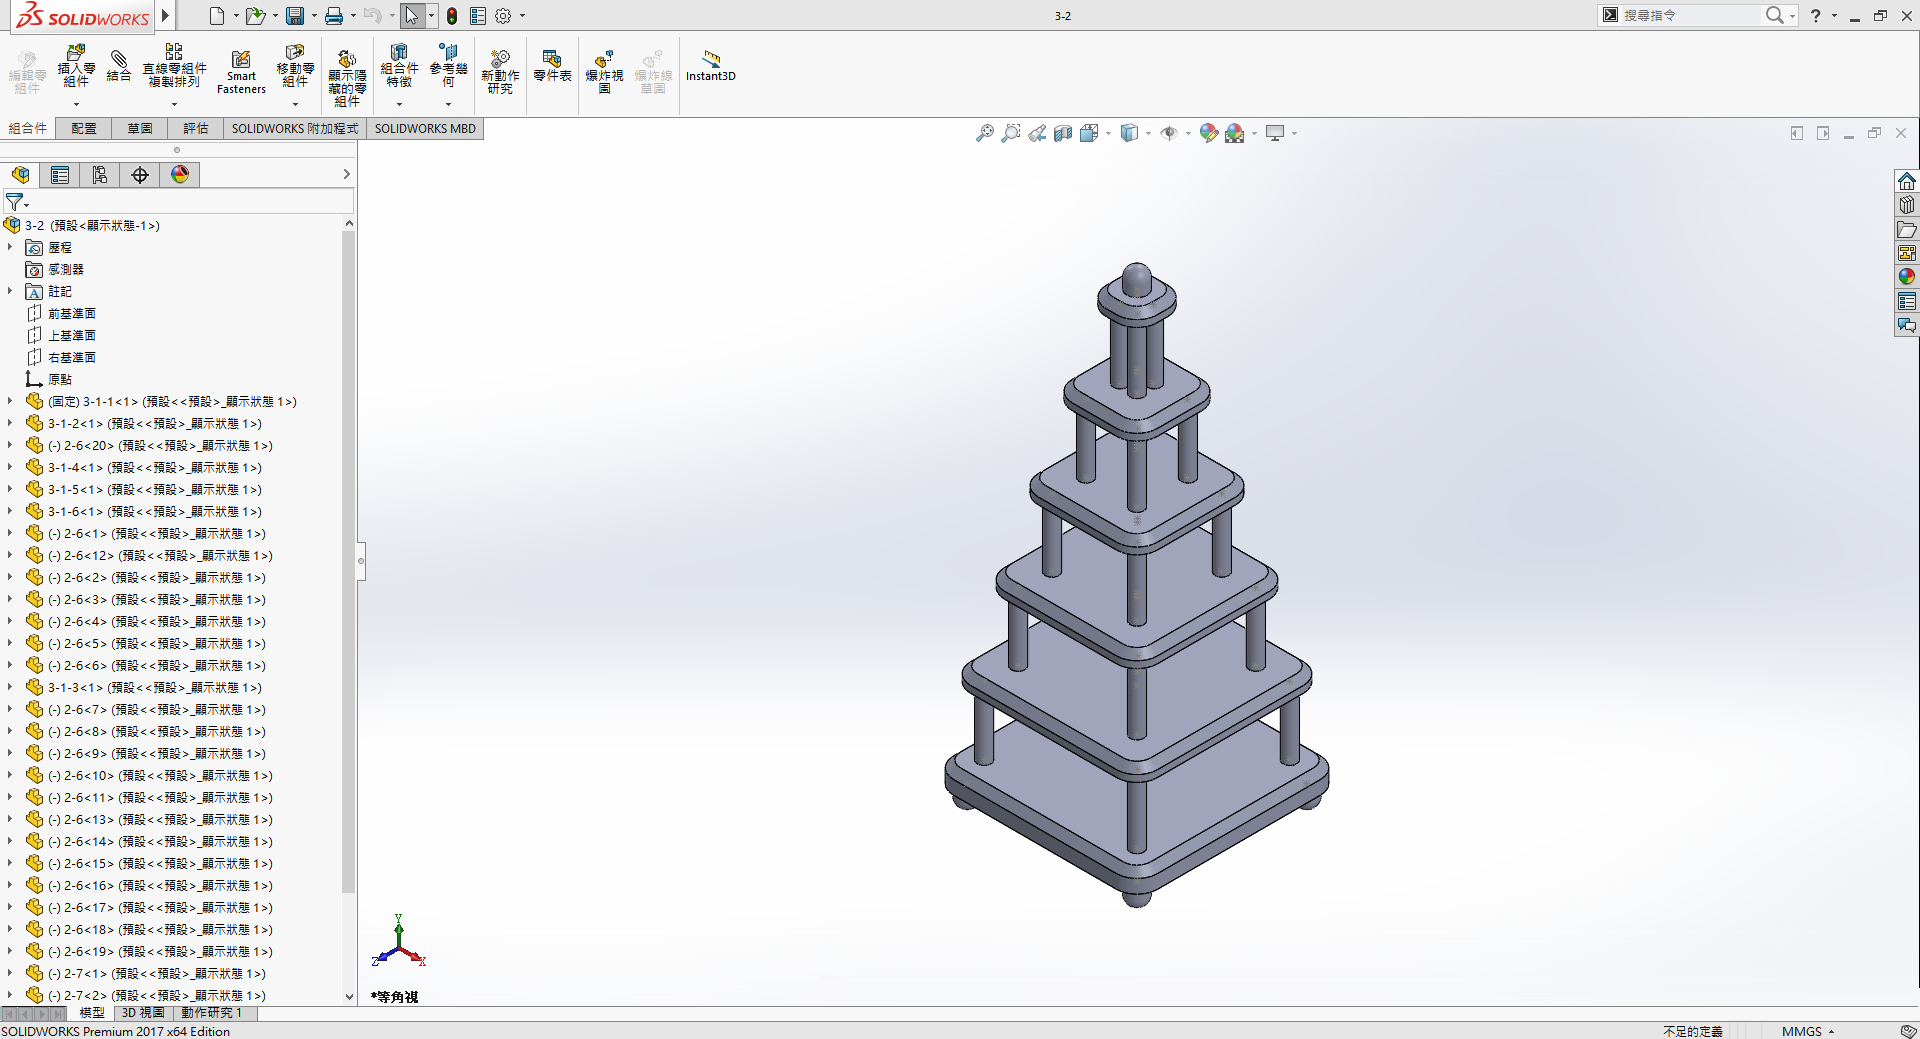 SOLIDWORKS
3-2
搜尋指令
編輯零組件
插入零組件
結合
直線零組件複製排列
Smart Fasteners
移動零組件
顯示隱藏的零組件
組合件特徵
參考幾何
新動作研究
零件表
爆炸視圖
爆炸線草圖
Instant3D
組合件
配置
草圖
評估
SOLIDWORKS 附加程式
SOLIDWORKS MBD
3-2 (預設<顯示狀態-1>)
歷程
感測器
註記
前基準面
上基準面
右基準面
原點
(固定) 3-1-1<1> (預設<<預設>_顯示狀態 1>)
3-1-2<1> (預設<<預設>_顯示狀態 1>)
(-) 2-6<20> (預設<<預設>_顯示狀態 1>)
3-1-4<1> (預設<<預設>_顯示狀態 1>)
3-1-5<1> (預設<<預設>_顯示狀態 1>)
3-1-6<1> (預設<<預設>_顯示狀態 1>)
(-) 2-6<1> (預設<<預設>_顯示狀態 1>)
(-) 2-6<12> (預設<<預設>_顯示狀態 1>)
(-) 2-6<2> (預設<<預設>_顯示狀態 1>)
(-) 2-6<3> (預設<<預設>_顯示狀態 1>)
(-) 2-6<4> (預設<<預設>_顯示狀態 1>)
(-) 2-6<5> (預設<<預設>_顯示狀態 1>)
(-) 2-6<6> (預設<<預設>_顯示狀態 1>)
3-1-3<1> (預設<<預設>_顯示狀態 1>)
(-) 2-6<7> (預設<<預設>_顯示狀態 1>)
(-) 2-6<8> (預設<<預設>_顯示狀態 1>)
(-) 2-6<9> (預設<<預設>_顯示狀態 1>)
(-) 2-6<10> (預設<<預設>_顯示狀態 1>)
(-) 2-6<11> (預設<<預設>_顯示狀態 1>)
(-) 2-6<13> (預設<<預設>_顯示狀態 1>)
(-) 2-6<14> (預設<<預設>_顯示狀態 1>)
(-) 2-6<15> (預設<<預設>_顯示狀態 1>)
(-) 2-6<16> (預設<<預設>_顯示狀態 1>)
(-) 2-6<17> (預設<<預設>_顯示狀態 1>)
(-) 2-6<18> (預設<<預設>_顯示狀態 1>)
(-) 2-6<19> (預設<<預設>_顯示狀態 1>)
(-) 2-7<1> (預設<<預設>_顯示狀態 1>)
(-) 2-7<2> (預設<<預設>_顯示狀態 1>)
Y
Z
X
*等角視
模型
3D 視圖
動作研究 1
SOLIDWORKS Premium 2017 x64 Edition
不足的定義
MMGS